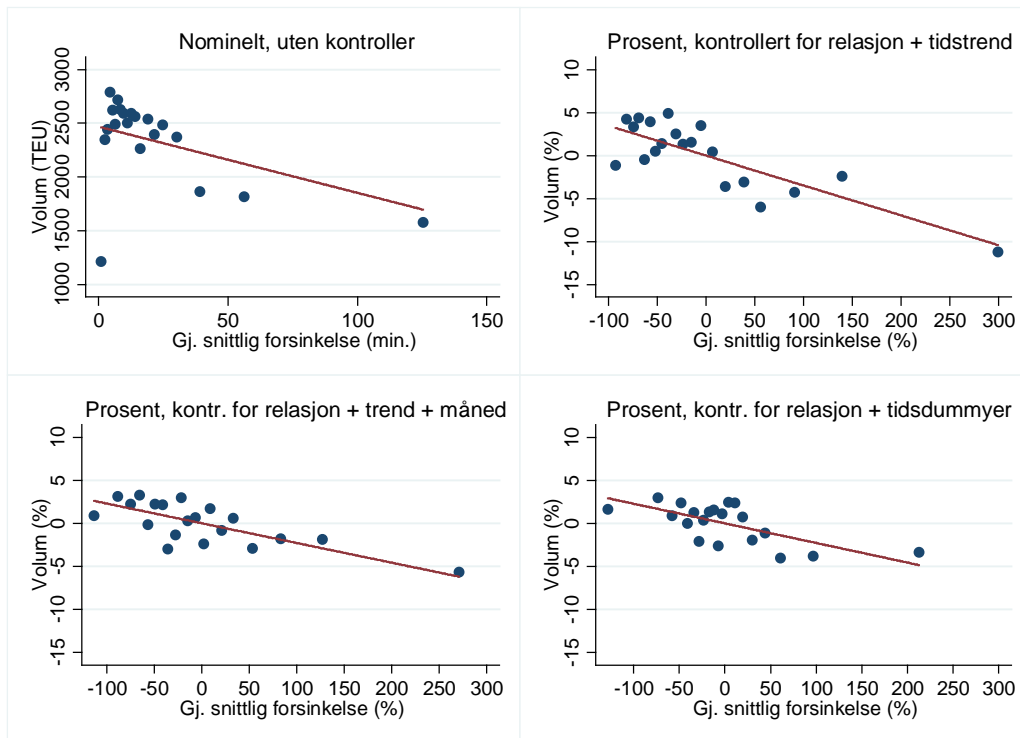 Nominelt, uten kontroller
Volum (TEU)
3000
2500
2000
1500
1000
0 50 100 150
Gj. snittlig forsinkelse (min.)
Prosent, kontrollert for relasjon + tidstrend
Volum (%)
10
5
0
-5
-10
-15
-100 -50 0 50 100 150 200 250 300
Gj. snittlig forsinkelse (%)
Prosent, kontr. for relasjon + trend + måned
Volum (%)
10
5
0
-5
-10
-15
-100 -50 0 50 100 150 200 250 300
Gj. snittlig forsinkelse (%)
Prosent, kontr. for relasjon + tidsdummyer
Volum (%)
10
5
0
-5
-10
-15
-100 -50 0 50 100 150 200 250 300
Gj. snittlig forsinkelse (%)